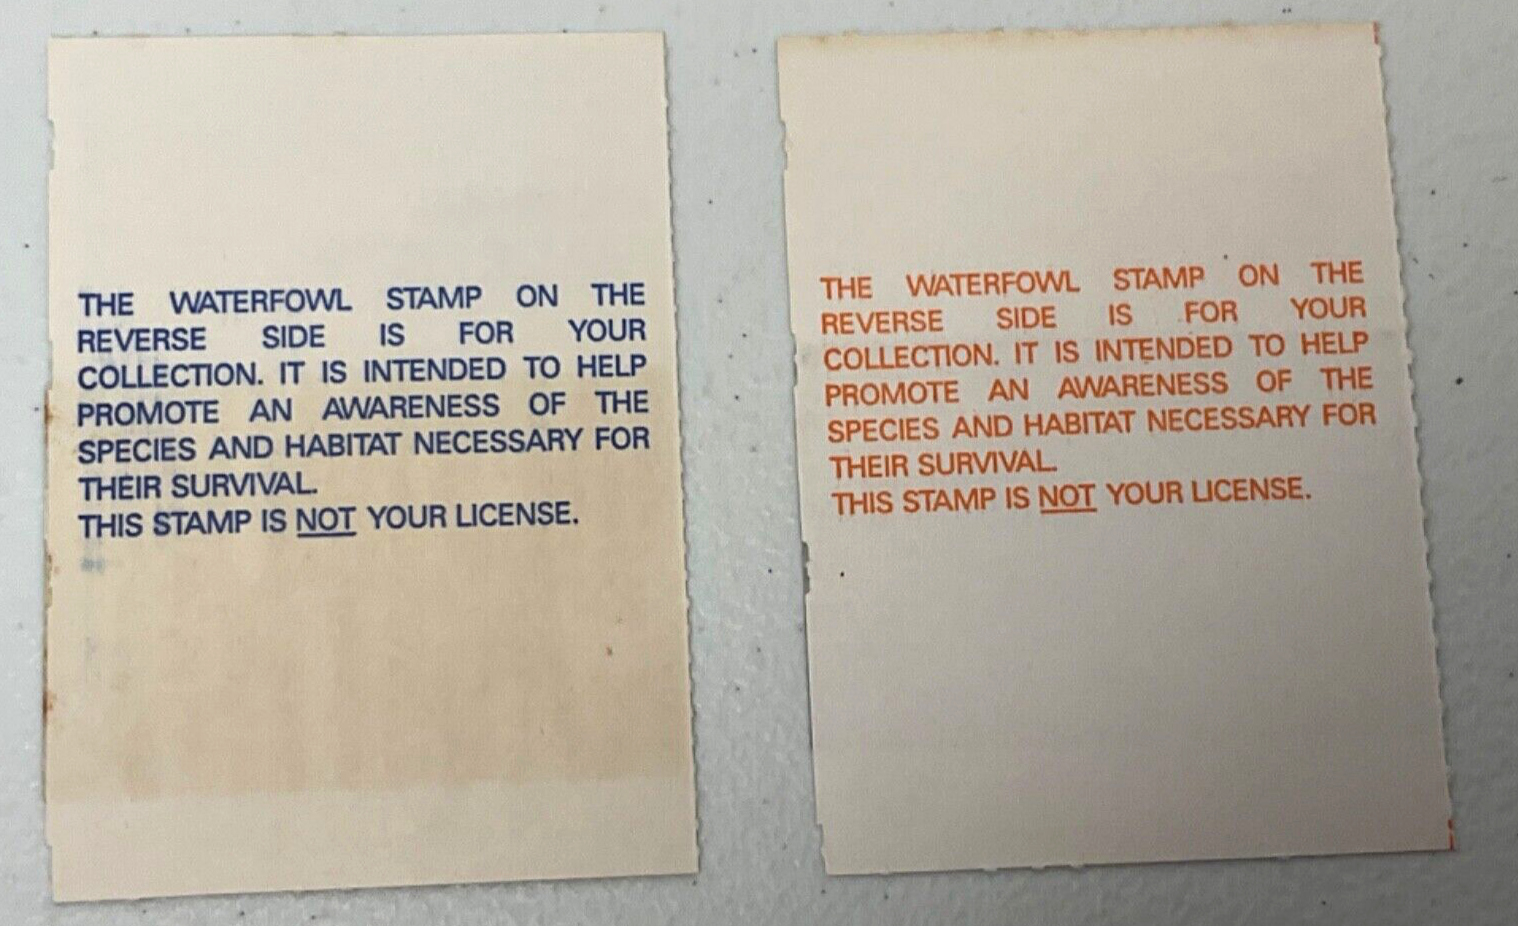 THE WATERFOWL STAMP ON THE
REVERSE SIDE IS FOR YOUR
COLLECTION. IT IS INTENDED TO HELP
PROMOTE AN AWARENESS OF THE
SPECIES AND HABITAT NECESSARY FOR
THEIR SURVIVAL.
THIS STAMP IS NOT YOUR LICENSE.
THE WATERFOWL STAMP ON THE
REVERSE SIDE IS FOR YOUR
COLLECTION. IT IS INTENDED TO HELP
PROMOTE AN AWARENESS OF THE
SPECIES AND HABITAT NECESSARY FOR
THEIR SURVIVAL.
THIS STAMP IS NOT YOUR LICENSE.